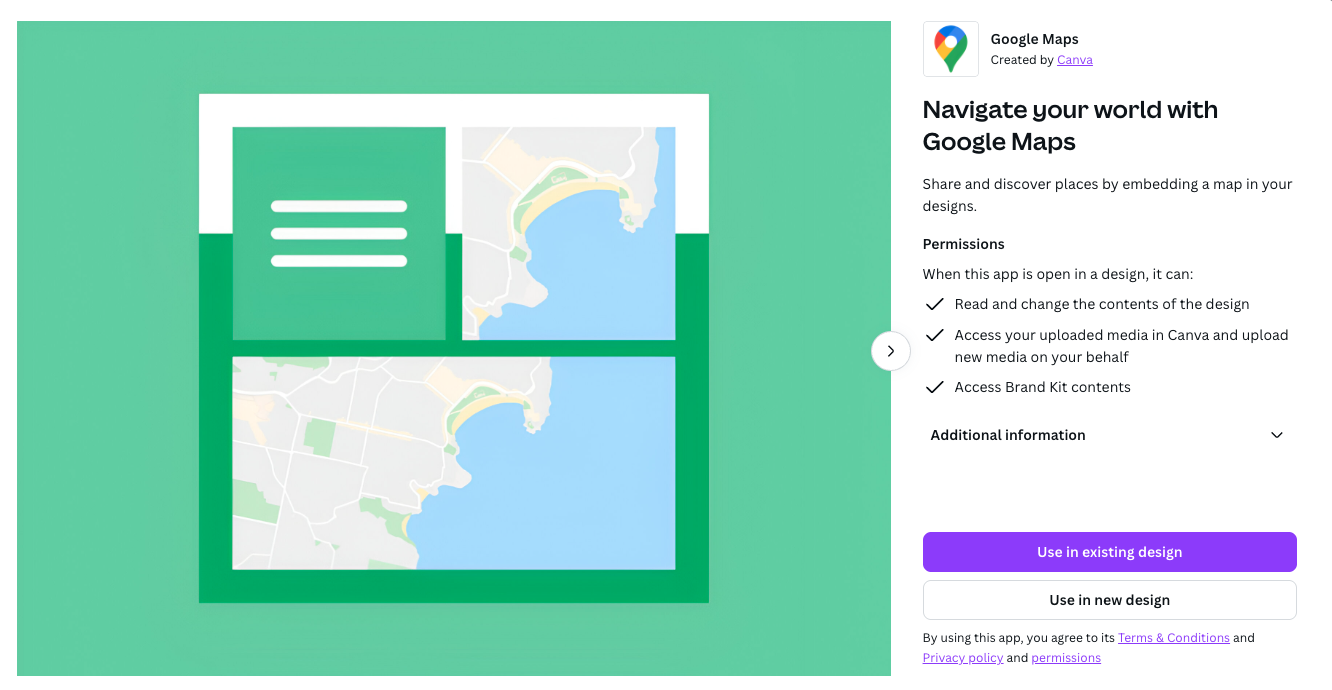 Google Maps
Created by Canva
Navigate your world with
Google Maps
Share and discover places by embedding a map in your
designs.
Permissions
When this app is open in a design, it can:
Read and change the contents of the design
Access your uploaded media in Canva and upload
new media on your behalf
Access Brand Kit contents
Additional information
Use in existing design
Use in new design
By using this app, you agree to its Terms & Conditions and
Privacy policy and permissions